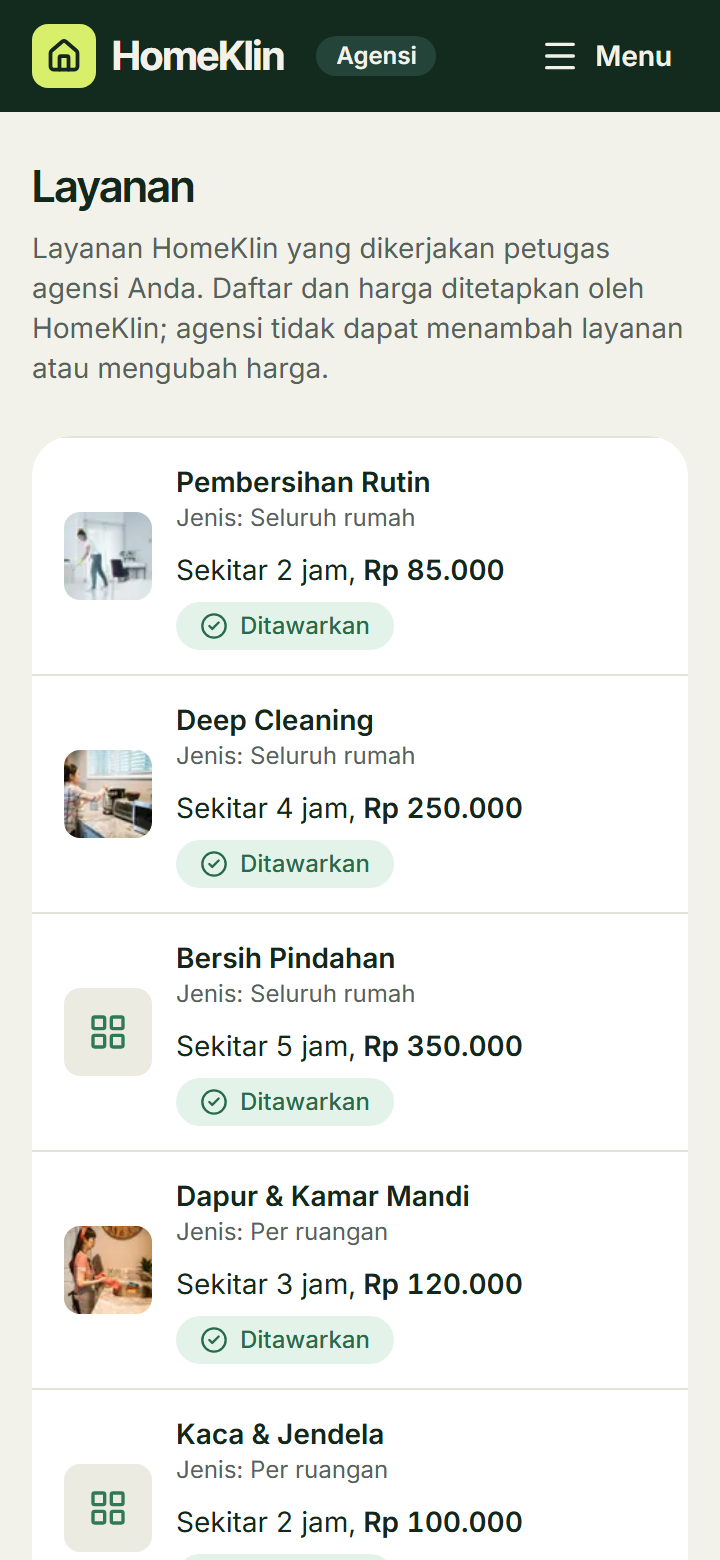 HomeKlin
Agensi
Menu
Layanan
Layanan HomeKlin yang dikerjakan petugas
agensi Anda. Daftar dan harga ditetapkan oleh
HomeKlin; agensi tidak dapat menambah layanan
atau mengubah harga.
Pembersihan Rutin
Jenis: Seluruh rumah
Sekitar 2 jam, Rp 85.000
Ditawarkan
Deep Cleaning
Jenis: Seluruh rumah
Sekitar 4 jam, Rp 250.000
Ditawarkan
Bersih Pindahan
Jenis: Seluruh rumah
Sekitar 5 jam, Rp 350.000
Ditawarkan
Dapur & Kamar Mandi
Jenis: Per ruangan
Sekitar 3 jam, Rp 120.000
Ditawarkan
Kaca & Jendela
Jenis: Per ruangan
Sekitar 2 jam, Rp 100.000